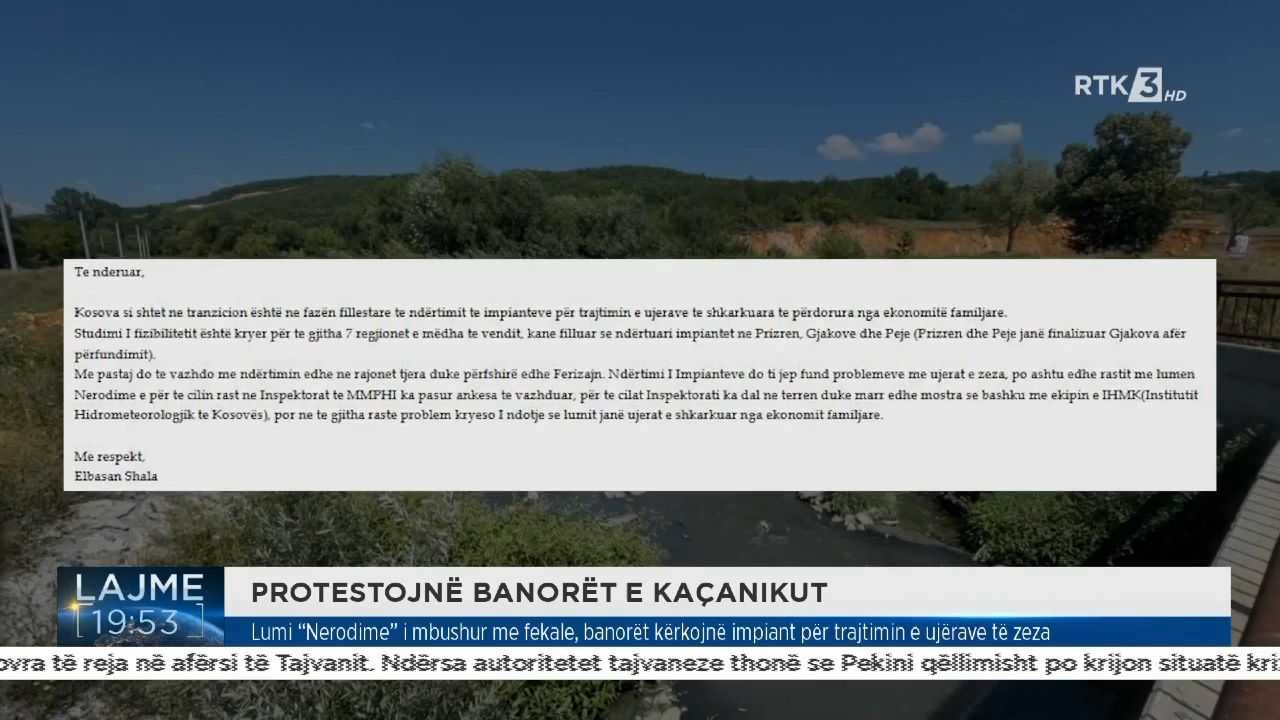 RTK 3 HD
Te nderuar,
Kosova si shtet ne tranzicion është ne fazën fillestare te ndërtimit te impianteve për trajtimin e ujerave te shkarkuara te përdorura nga ekonomitë familjare.
Studimi I fizibilitetit është kryer për te gjitha 7 regjionet e mëdha te vendit, kane filluar se ndërtuari impiantet ne Prizren, Gjakove dhe Peje (Prizren dhe Peje janë finalizuar Gjakova afër
përfundimit).
Me pastaj do te vazhdo me ndërtimin edhe ne rajonet tjera duke përfshirë edhe Ferizajn. Ndërtimi I Impianteve do ti jep fund problemeve me ujerat e zeza, po ashtu edhe rastit me lumen
Nerodime e për te cilin rast ne Inspektorat te MMPHI ka pasur ankesa te vazhduar, për te cilat Inspektorati ka dal ne terren duke marr edhe mostra se bashku me ekipin e IHMK(Institutit
Hidrometeorologjik te Kosovës), por ne te gjitha raste problem kryeso I ndotje se lumit janë ujerat e shkarkuar nga ekonomit familjare.
Me respekt,
Elbasan Shala
LAJME
19:53
PROTESTOJNË BANORËT E KAÇANIKUT
Lumi “Nerodime” i mbushur me fekale, banorët kërkojnë impiant për trajtimin e ujërave të zeza
ovra të reja në afërsi të Tajvanit. Ndërsa autoritetet tajvaneze thonë se Pekini qëllimisht po krijon situatë kri